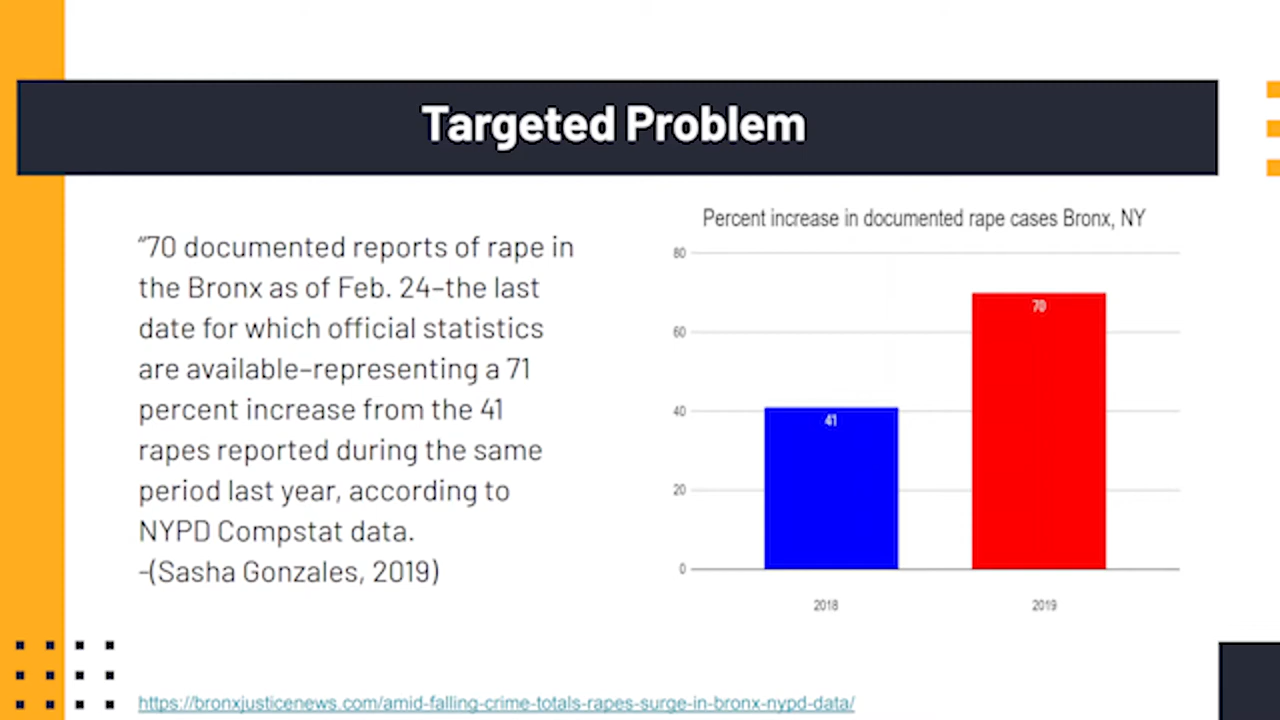 Targeted Problem
“70 documented reports of rape in
the Bronx as of Feb. 24–the last
date for which official statistics
are available–representing a 71
percent increase from the 41
rapes reported during the same
period last year, according to
NYPD Compstat data.
-(Sasha Gonzales, 2019)
Percent increase in documented rape cases Bronx, NY
80
60
40
20
0
41
70
2018
2019
https://bronxjusticenews.com/amid-falling-crime-totals-rapes-surge-in-bronx-nypd-data/